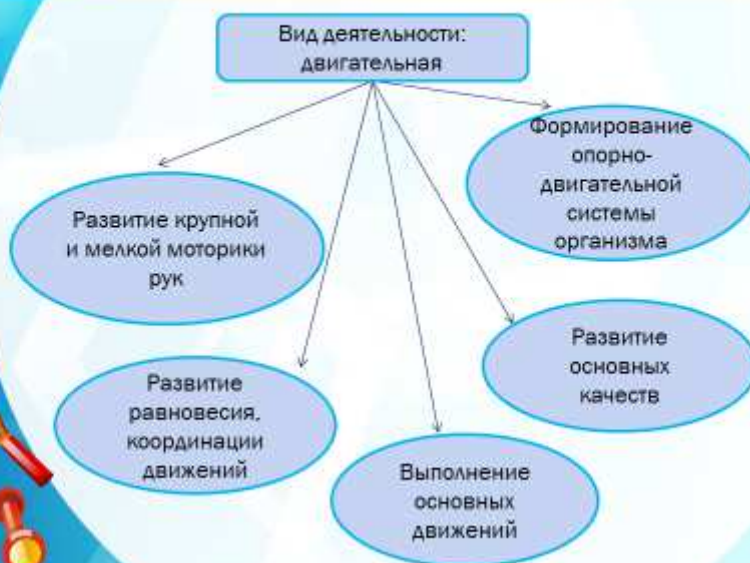 Вид деятельности:
двигательная
Формирование
опорно-
двигательной
системы
организма
Развитие крупной
и мелкой моторики
рук
Развитие
основных
качеств
Развитие
равновесия,
координации
движений
Выполнение
основных
движений